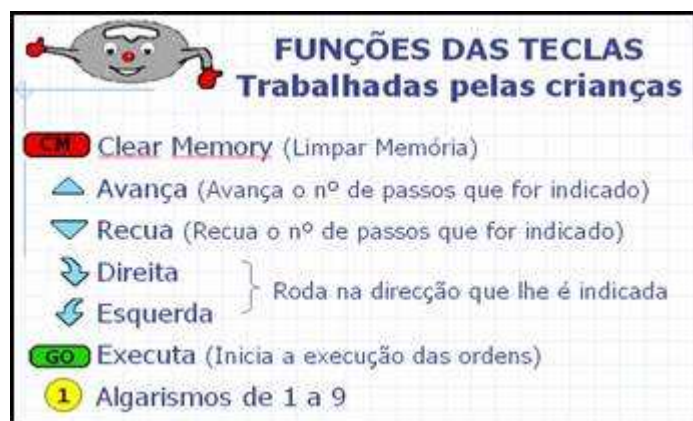 FUNÇÕES DAS TECLAS
Trabalhadas pelas crianças
CM Clear Memory (Limpar Memória)
Avança (Avança o nº de passos que for indicado)
Recua (Recua o nº de passos que for indicado)
Direita
Roda na direcção que lhe é indicada
Esquerda
GO Executa (Inicia a execução das ordens)
1 Algarismos de 1 a 9